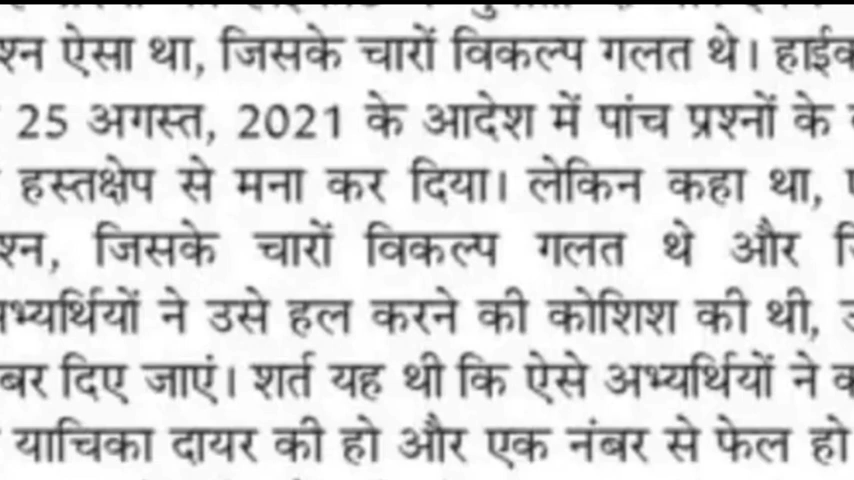 श्न ऐसा था, जिसके चारों विकल्प गलत थे। हाईव
25 अगस्त, 2021 के आदेश में पांच प्रश्नों के
हस्तक्षेप से मना कर दिया। लेकिन कहा था,
श्न, जिसके चारों विकल्प गलत थे और
भ्यर्थियों ने उसे हल करने की कोशिश की थी,
बर दिए जाएं। शर्त यह थी कि ऐसे अभ्यर्थियों ने
याचिका दायर की हो और एक नंबर से फेल हो